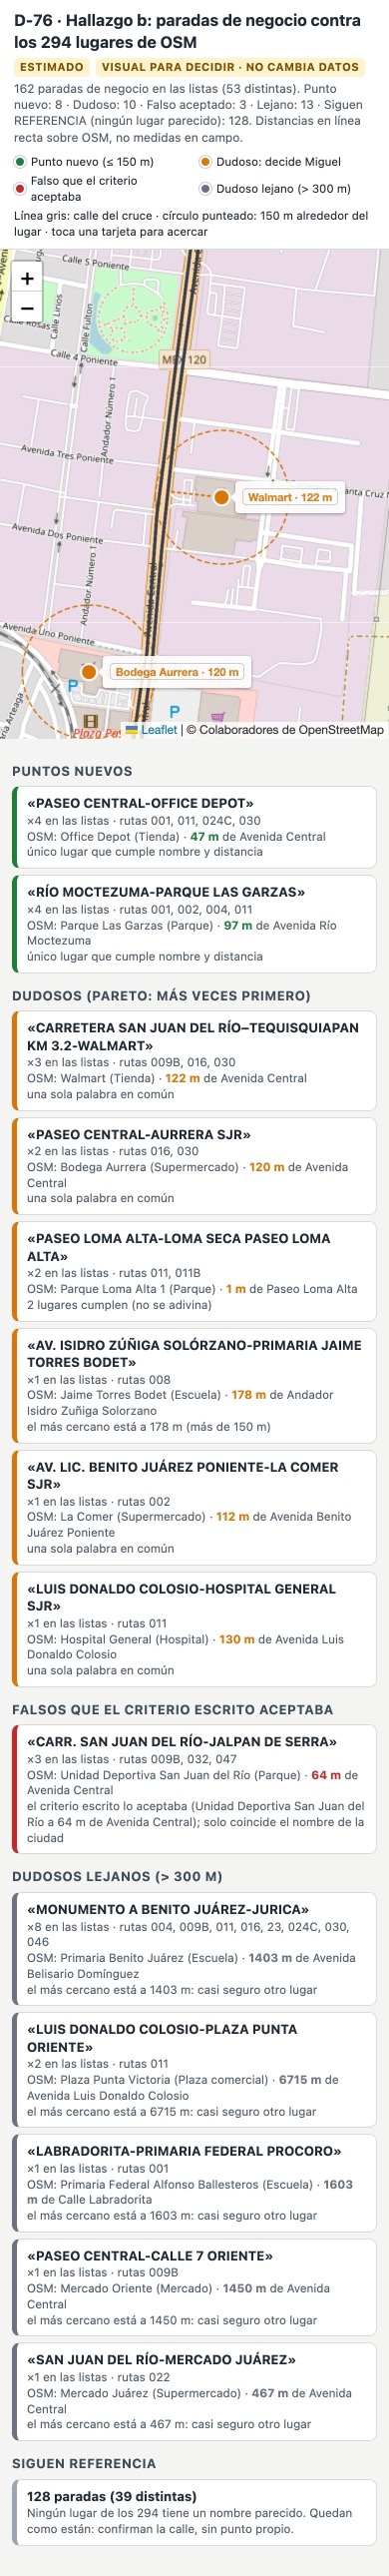 D-76 · Hallazgo b: paradas de negocio contra
los 294 lugares de OSM
ESTIMADO VISUAL PARA DECIDIR · NO CAMBIA DATOS
162 paradas de negocio en las listas (53 distintas). Punto
nuevo: 8 · Dudoso: 10 · Falso aceptado: 3 · Lejano: 13 · Siguen
REFERENCIA (ningún lugar parecido): 128. Distancias en línea
recta sobre OSM, no medidas en campo.
Punto nuevo (≤ 150 m)
Dudoso: decide Miguel
Falso que el criterio
aceptaba
Dudoso lejano (> 300 m)
Línea gris: calle del cruce · círculo punteado: 150 m alrededor del
lugar · toca una tarjeta para acercar
+
−
Calle 5 Poniente
Calle Lirios
Calle Fulton
Calle Rosas
Calle 4 Poniente
MEX 120
Andador Número 1
Avenida Tres Poniente
Walmart · 122 m
Avenida Dos Poniente
Andador Número 1
Avenida Central
Avenida Uno Poniente
Bodega Aurrera · 120 m
P
P
Leaflet | © Colaboradores de OpenStreetMap
PUNTOS NUEVOS
«PASEO CENTRAL-OFFICE DEPOT»
×4 en las listas · rutas 001, 011, 024C, 030
OSM: Office Depot (Tienda) · 47 m de Avenida Central
único lugar que cumple nombre y distancia
«RÍO MOCTEZUMA-PARQUE LAS GARZAS»
×4 en las listas · rutas 001, 002, 004, 011
OSM: Parque Las Garzas (Parque) · 97 m de Avenida Río
Moctezuma
único lugar que cumple nombre y distancia
DUDOSOS (PARETO: MÁS VECES PRIMERO)
«CARRETERA SAN JUAN DEL RÍO–TEQUISQUIAPAN
KM 3.2-WALMART»
×3 en las listas · rutas 009B, 016, 030
OSM: Walmart (Tienda) · 122 m de Avenida Central
una sola palabra en común
«PASEO CENTRAL-AURRERA SJR»
×2 en las listas · rutas 016, 030
OSM: Bodega Aurrera (Supermercado) · 120 m de Avenida
Central
una sola palabra en común
«PASEO LOMA ALTA-LOMA SECA PASEO LOMA
ALTA»
×2 en las listas · rutas 011, 011B
OSM: Parque Loma Alta 1 (Parque) · 1 m de Paseo Loma Alta
2 lugares cumplen (no se adivina)
«AV. ISIDRO ZÚÑIGA SOLÓRZANO-PRIMARIA JAIME
TORRES BODET»
×1 en las listas · rutas 008
OSM: Jaime Torres Bodet (Escuela) · 178 m de Andador
Isidro Zuñiga Solorzano
el más cercano está a 178 m (más de 150 m)
«AV. LIC. BENITO JUÁREZ PONIENTE-LA COMER
SJR»
×1 en las listas · rutas 002
OSM: La Comer (Supermercado) · 112 m de Avenida Benito
Juárez Poniente
una sola palabra en común
«LUIS DONALDO COLOSIO-HOSPITAL GENERAL
SJR»
×1 en las listas · rutas 011
OSM: Hospital General (Hospital) · 130 m de Avenida Luis
Donaldo Colosio
una sola palabra en común
FALSOS QUE EL CRITERIO ESCRITO ACEPTABA
«CARR. SAN JUAN DEL RÍO-JALPAN DE SERRA»
×3 en las listas · rutas 009B, 032, 047
OSM: Unidad Deportiva San Juan del Río (Parque) · 64 m de
Avenida Central
el criterio escrito lo aceptaba (Unidad Deportiva San Juan del
Río a 64 m de Avenida Central); solo coincide el nombre de la
ciudad
DUDOSOS LEJANOS (> 300 M)
«MONUMENTO A BENITO JUÁREZ-JURICA»
×8 en las listas · rutas 004, 009B, 011, 016, 23, 024C, 030,
046
OSM: Primaria Benito Juárez (Escuela) · 1403 m de Avenida
Belisario Domínguez
el más cercano está a 1403 m: casi seguro otro lugar
«LUIS DONALDO COLOSIO-PLAZA PUNTA
ORIENTE»
×2 en las listas · rutas 011
OSM: Plaza Punta Victoria (Plaza comercial) · 6715 m de
Avenida Luis Donaldo Colosio
el más cercano está a 6715 m: casi seguro otro lugar
«LABRADORITA-PRIMARIA FEDERAL PROCORO»
×1 en las listas · rutas 001
OSM: Primaria Federal Alfonso Ballesteros (Escuela) · 1603
m de Calle Labradorita
el más cercano está a 1603 m: casi seguro otro lugar
«PASEO CENTRAL-CALLE 7 ORIENTE»
×1 en las listas · rutas 009B
OSM: Mercado Oriente (Mercado) · 1450 m de Avenida
Central
el más cercano está a 1450 m: casi seguro otro lugar
«SAN JUAN DEL RÍO-MERCADO JUÁREZ»
×1 en las listas · rutas 022
OSM: Mercado Juárez (Supermercado) · 467 m de Avenida
Central
el más cercano está a 467 m: casi seguro otro lugar
SIGUEN REFERENCIA
128 paradas (39 distintas)
Ningún lugar de los 294 tiene un nombre parecido. Quedan
como están: confirman la calle, sin punto propio.